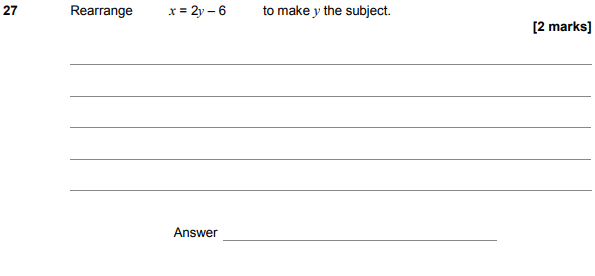 27 Rearrange x = 2y – 6 to make y the subject.
[2 marks]
Answer